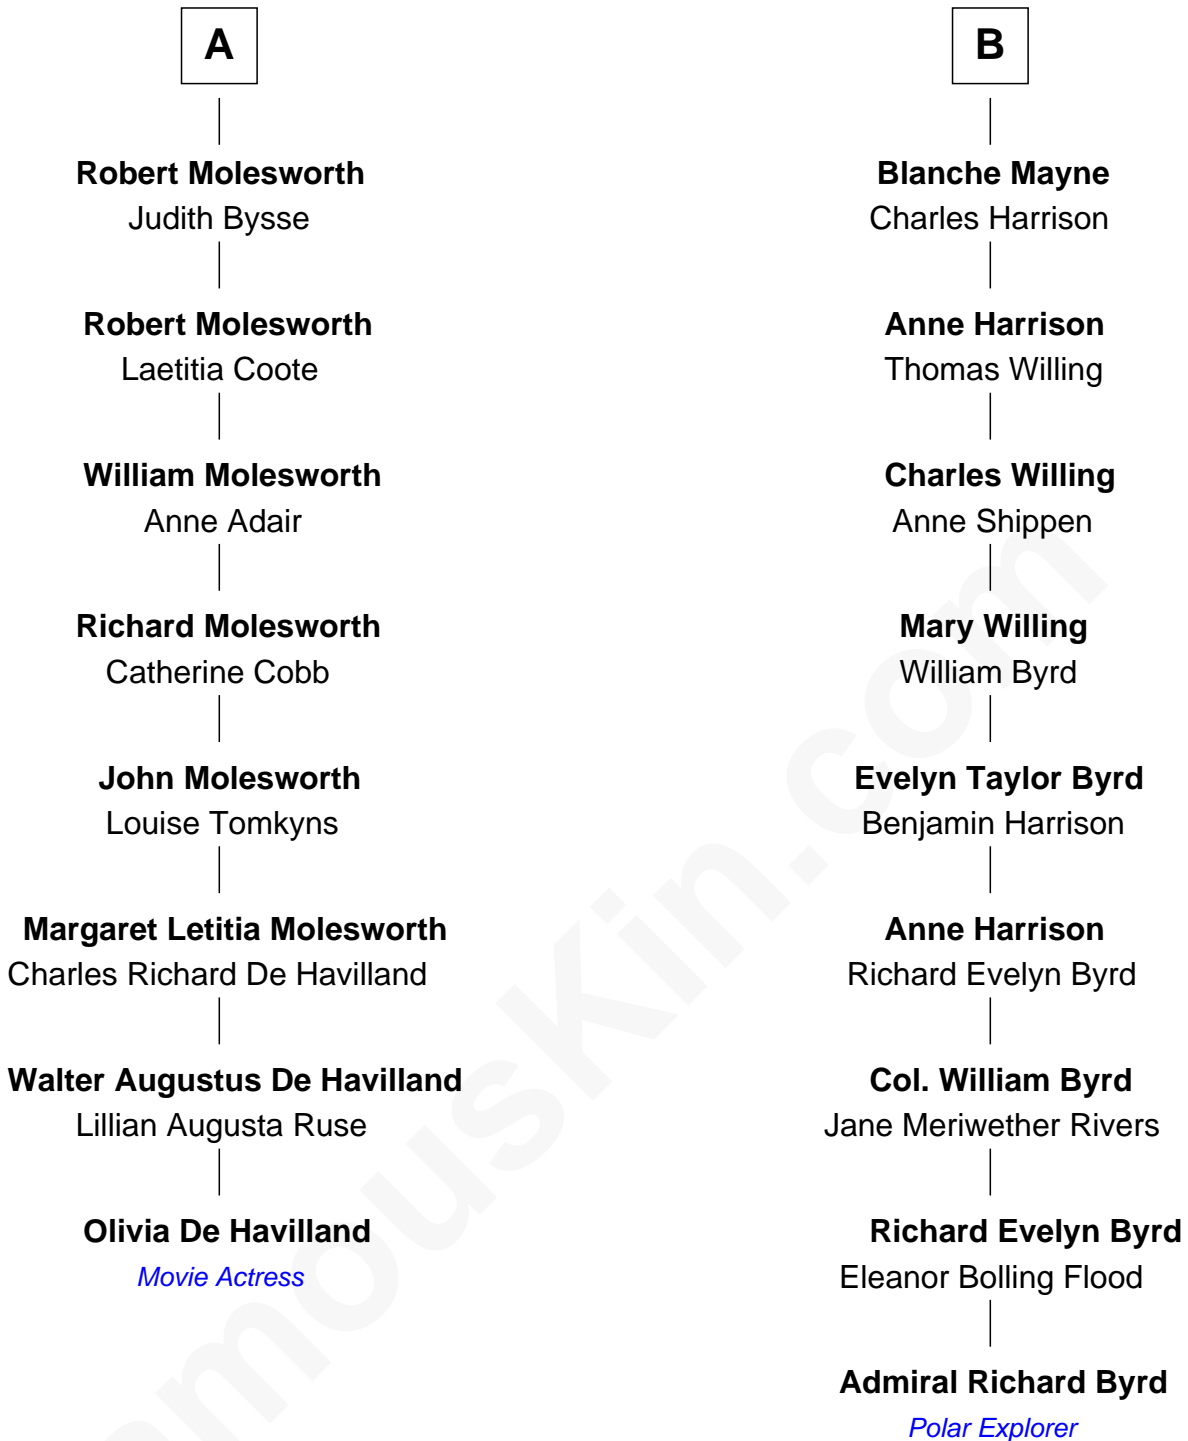 A
Robert Molesworth
Judith Bysse
Robert Molesworth
Laetitia Coote
William Molesworth
Anne Adair
Richard Molesworth
Catherine Cobb
John Molesworth
Louise Tomkyns
Margaret Letitia Molesworth
Charles Richard De Havilland
Walter Augustus De Havilland
Lillian Augusta Ruse
Olivia De Havilland
Movie Actress
B
Blanche Mayne
Charles Harrison
Anne Harrison
Thomas Willing
Charles Willing
Anne Shippen
Mary Willing
William Byrd
Evelyn Taylor Byrd
Benjamin Harrison
Anne Harrison
Richard Evelyn Byrd
Col. William Byrd
Jane Meriwether Rivers
Richard Evelyn Byrd
Eleanor Bolling Flood
Admiral Richard Byrd
Polar Explorer
amousKin.com